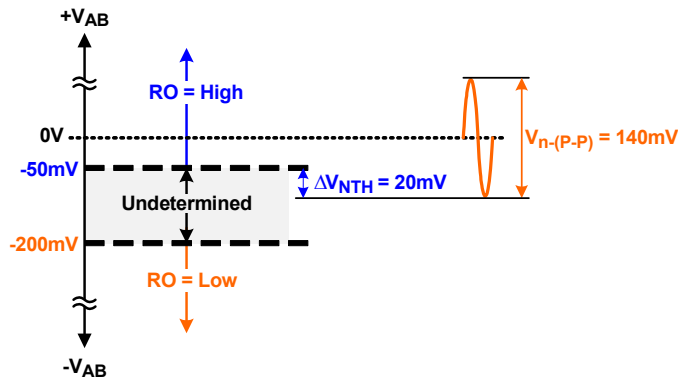 +VAB
RO = High
0V
Vn-(P-P) = 140mV
-50mV
ΔVNTH = 20mV
Undetermined
-200mV
RO = Low
-VAB